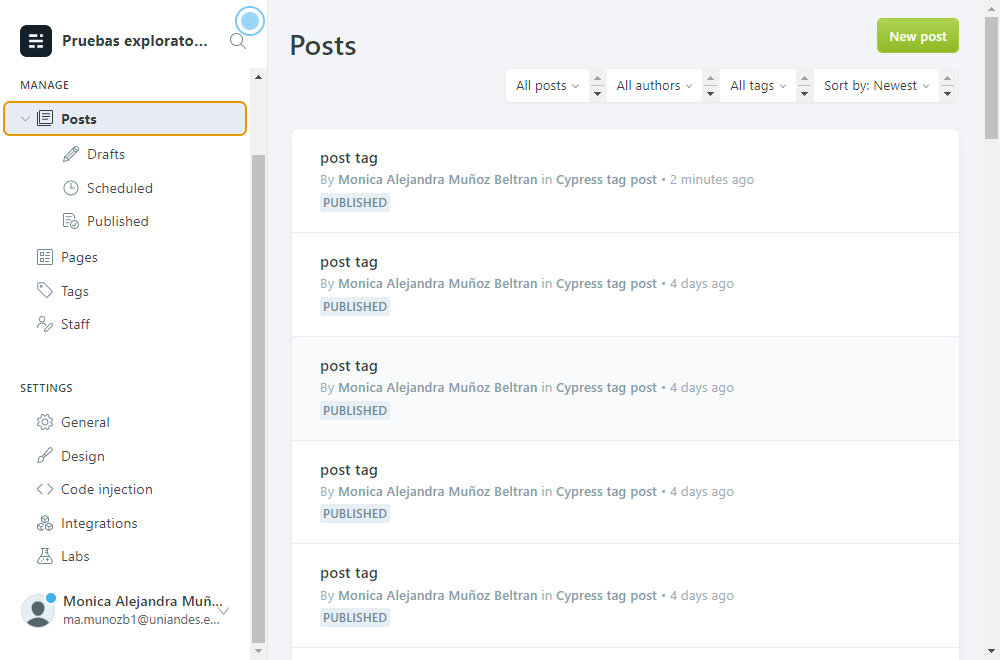 Pruebas explorato...
MANAGE
Posts
Drafts
Scheduled
Published
Pages
Tags
Staff
SETTINGS
General
Design
Code injection
Integrations
Labs
Monica Alejandra Muñ...
ma.munozb1@uniandes.e...
Posts
New post
All posts
All authors
All tags
Sort by: Newest
post tag
By Monica Alejandra Muñoz Beltran in Cypress tag post • 2 minutes ago
PUBLISHED
post tag
By Monica Alejandra Muñoz Beltran in Cypress tag post • 4 days ago
PUBLISHED
post tag
By Monica Alejandra Muñoz Beltran in Cypress tag post • 4 days ago
PUBLISHED
post tag
By Monica Alejandra Muñoz Beltran in Cypress tag post • 4 days ago
PUBLISHED
post tag
By Monica Alejandra Muñoz Beltran in Cypress tag post • 4 days ago
PUBLISHED